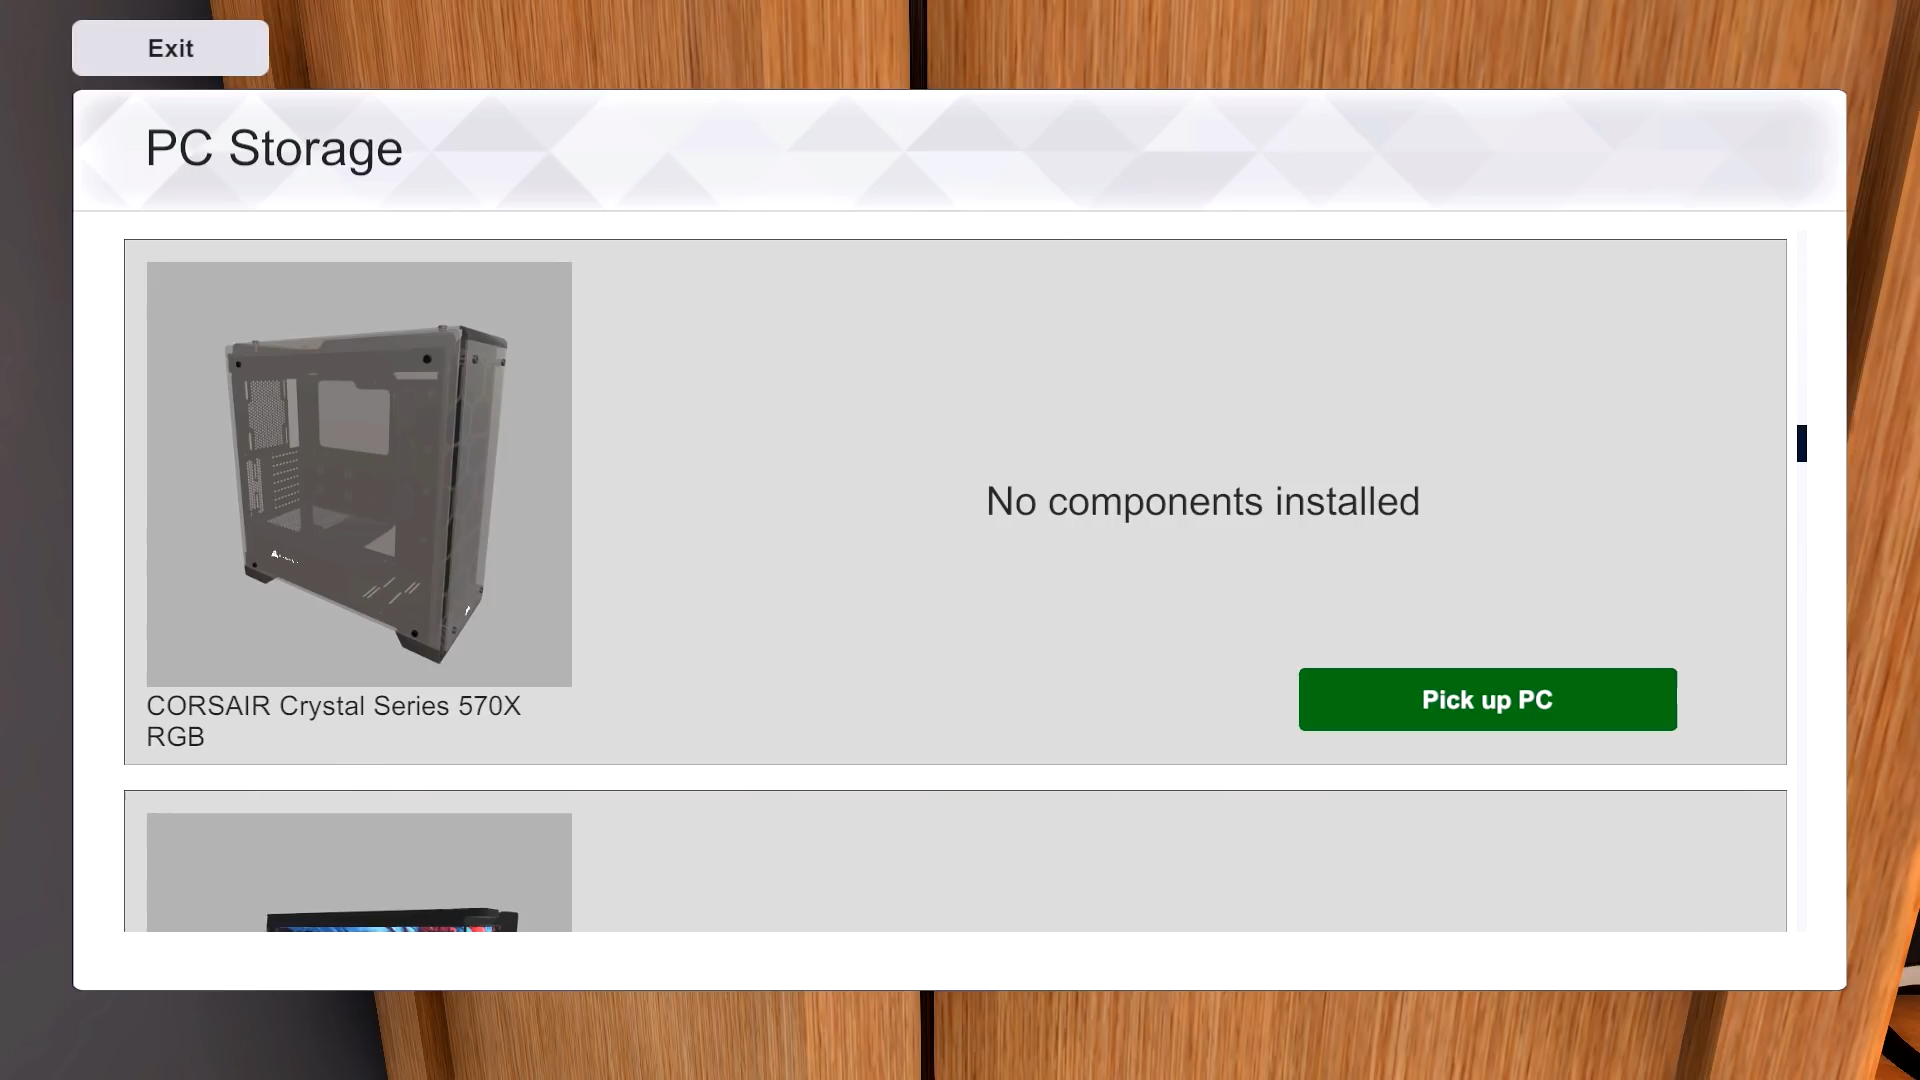 Exit
PC Storage
No components installed
Pick up PC
CORSAIR Crystal Series 570X
RGB